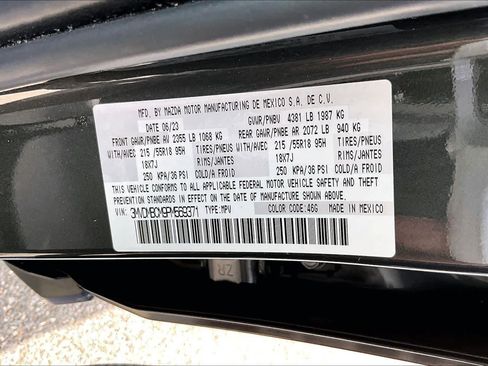 MFD. BY MAZDA MOTOR MANUFACTURING DE MEXICO S.A. DE C.V.
DATE 06/23 GVWR/PNBV 4381 LB 1987 KG
FRONT GAWR/PNBE AV 2355 LB 1068 KG REAR GAWR/PNBE AR 2072 LB 940 KG
WITH/AVEC 215 /55R18 95H TIRES/PNEUS WITH/AVEC 215 /55R18 95H TIRES/PNEUS
18X7J RIMS/JANTES 18X7J RIMS/JANTES
250 KPA/36 PSI COLD/A FROID 250 KPA/36 PSI COLD/A FROID
THIS VEHICLE CONFORMS TO ALL APPLICABLE FEDERAL MOTOR VEHICLE SAFETY AND THEFT
PREVENTION STANDARDS IN EFFECT ON THE DATE OF MANUFACTURE SHOWN ABOVE.
TYPE: MPV COLOR CODE: 46G MADE IN MEXICO